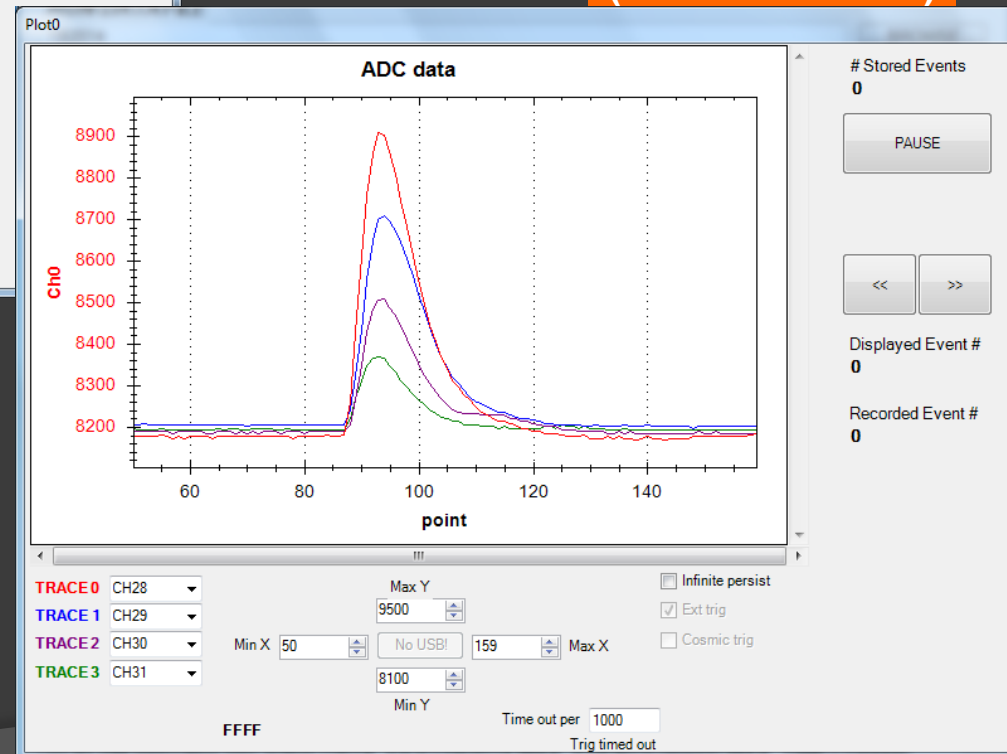 Plot0
ADC data
# Stored Events
0
PAUSE
<< >>
Displayed Event #
0
Recorded Event #
0
Ch0
8900
8800
8700
8600
8500
8400
8300
8200
60 80 100 120 140
point
TRACE 0 CH28
TRACE 1 CH29
TRACE 2 CH30
TRACE 3 CH31
Max Y
9500
Min X 50 No USB! 159 Max X
8100
Min Y
Infinite persist
Ext trig
Cosmic trig
FFFF
Time out per 1000
Trig timed out